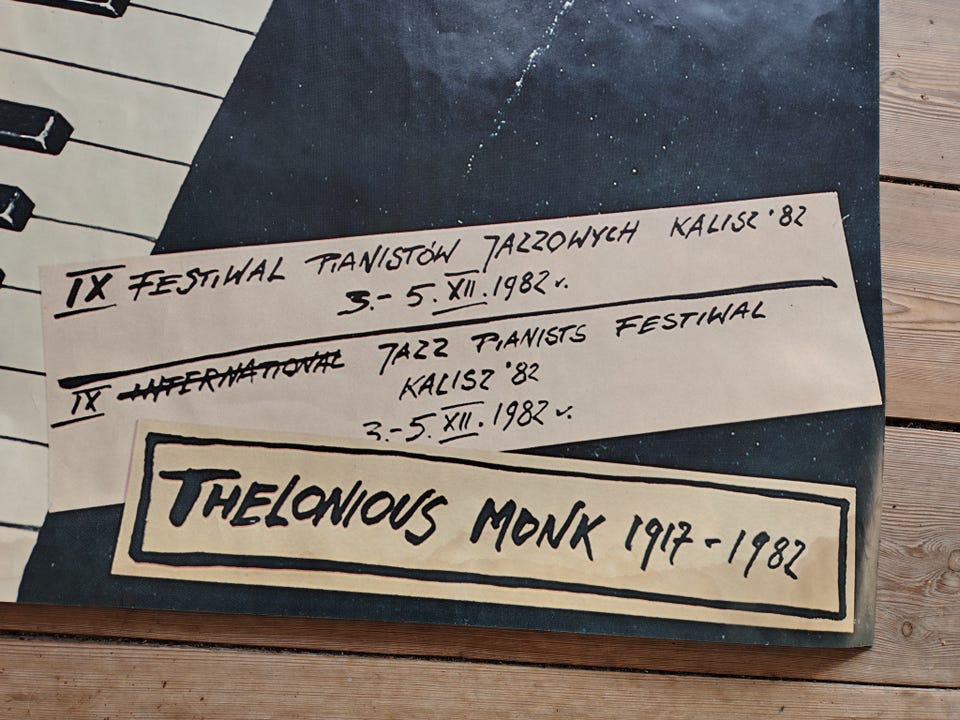 IX FESTIWAL PIANISTÓW JAZZOWYCH KALISZ '82
3.-5.XII.1982 r.
IX INTERNATIONAL JAZZ PIANISTS FESTIWAL
KALISZ '82
3.-5.XII.1982 r.
THELONIOUS MONK 1917-1982